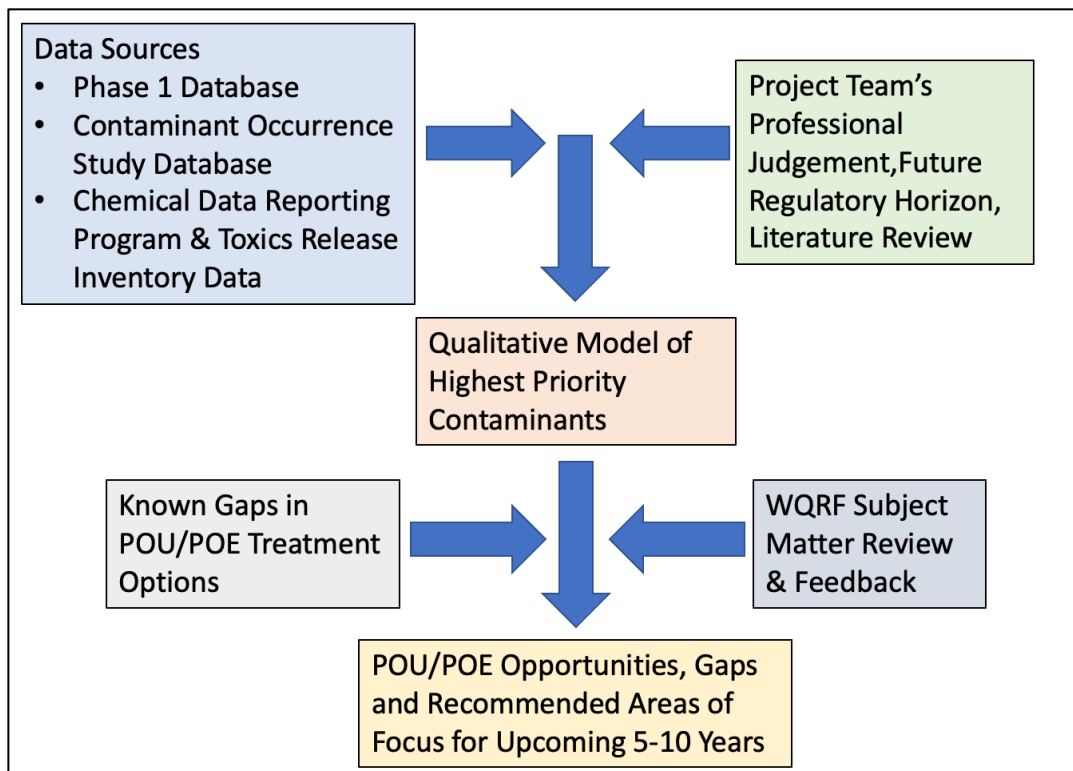 Data Sources
• Phase 1 Database
• Contaminant Occurrence
Study Database
• Chemical Data Reporting
Program & Toxics Release
Inventory Data
Project Team’s
Professional
Judgement,Future
Regulatory Horizon,
Literature Review
Qualitative Model of
Highest Priority
Contaminants
Known Gaps in
POU/POE Treatment
Options
WQRF Subject
Matter Review
& Feedback
POU/POE Opportunities, Gaps
and Recommended Areas of
Focus for Upcoming 5-10 Years